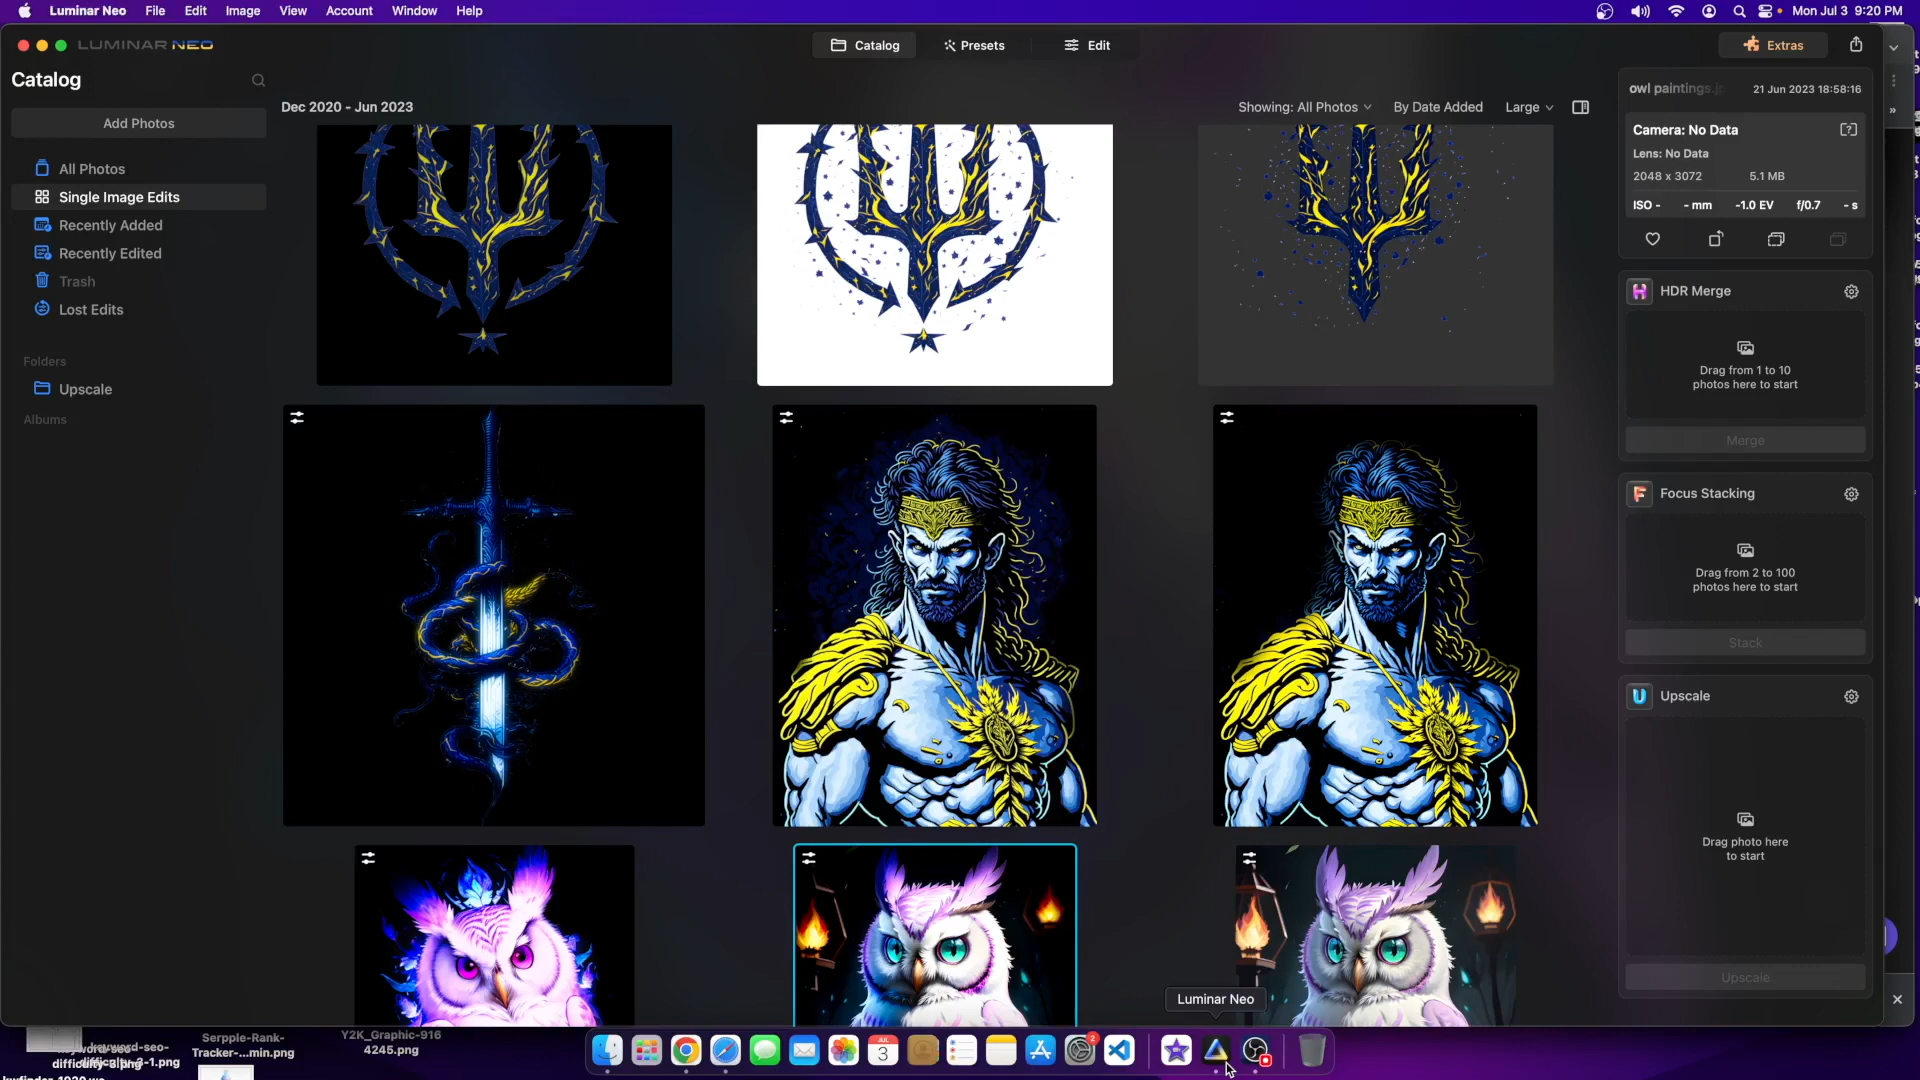 Luminar Neo File Edit Image View Account Window Help Mon Jul 3 9:20 PM
LUMINAR NEO Catalog Presets Edit Extras
Catalog
Add Photos
All Photos
Single Image Edits
Recently Added
Recently Edited
Trash
Lost Edits
Folders
Upscale
Albums
Dec 2020 - Jun 2023 Showing: All Photos By Date Added Large
owl paintings.jp 21 Jun 2023 18:58:16
Camera: No Data
Lens: No Data
2048 x 3072 5.1 MB
ISO - - mm -1.0 EV f/0.7 - s
HDR Merge
Drag from 1 to 10
photos here to start
Merge
Focus Stacking
Drag from 2 to 100
photos here to start
Stack
Upscale
Drag photo here
to start
Upscale
Luminar Neo
Serpple-Rank-
Tracker-...min.png
Y2K_Graphic-916
4245.png
JUL
3
2